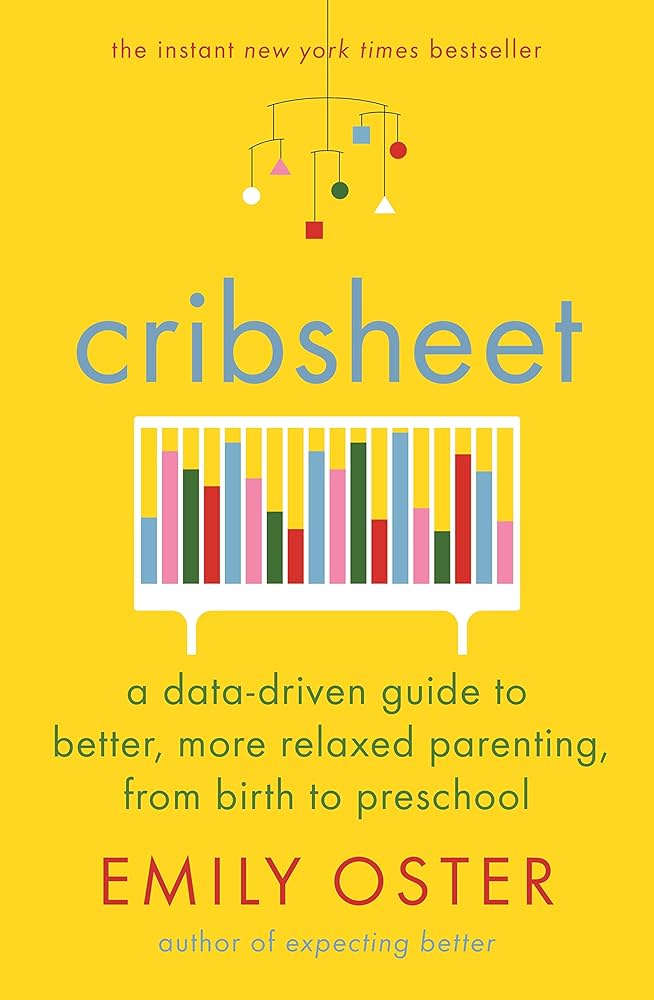 the instant new york times bestseller
cribsheet
a data-driven guide to
better, more relaxed parenting,
from birth to preschool
EMILY OSTER
author of expecting better